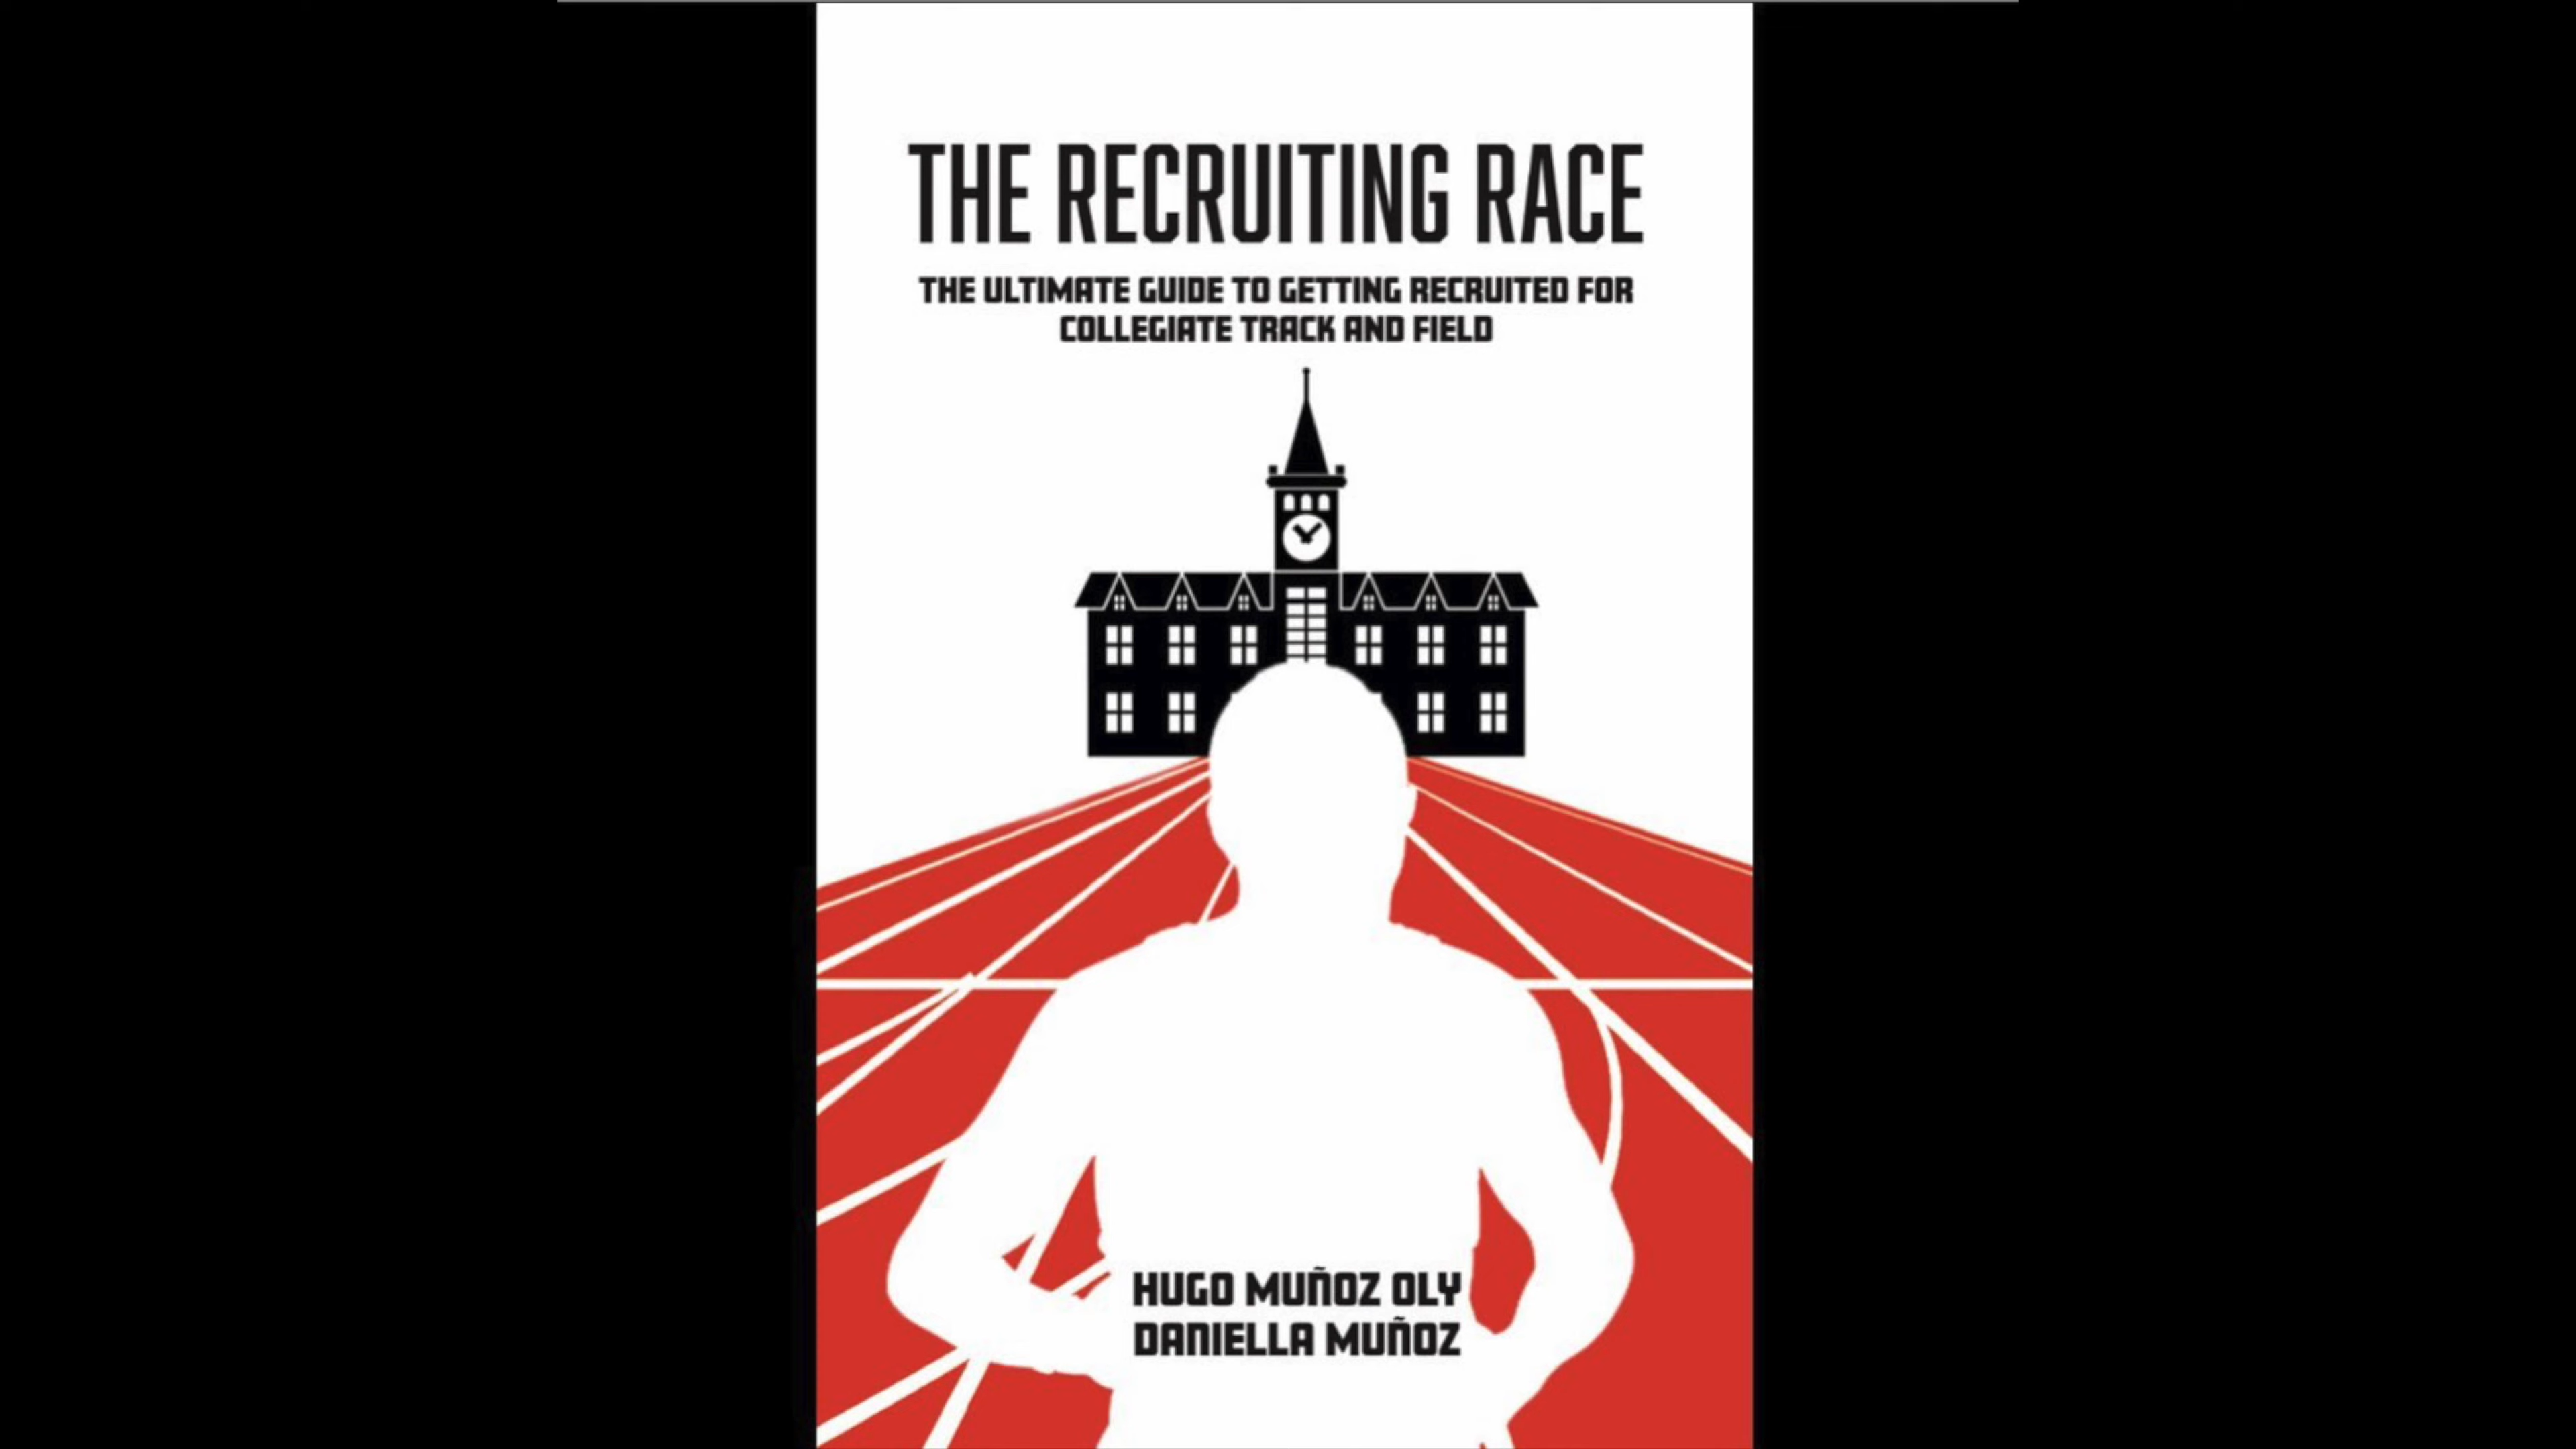 THE RECRUITING RACE
THE ULTIMATE GUIDE TO GETTING RECRUITED FOR
COLLEGIATE TRACK AND FIELD
HUGO MUÑOZ OLY
DANIELLA MUÑOZ